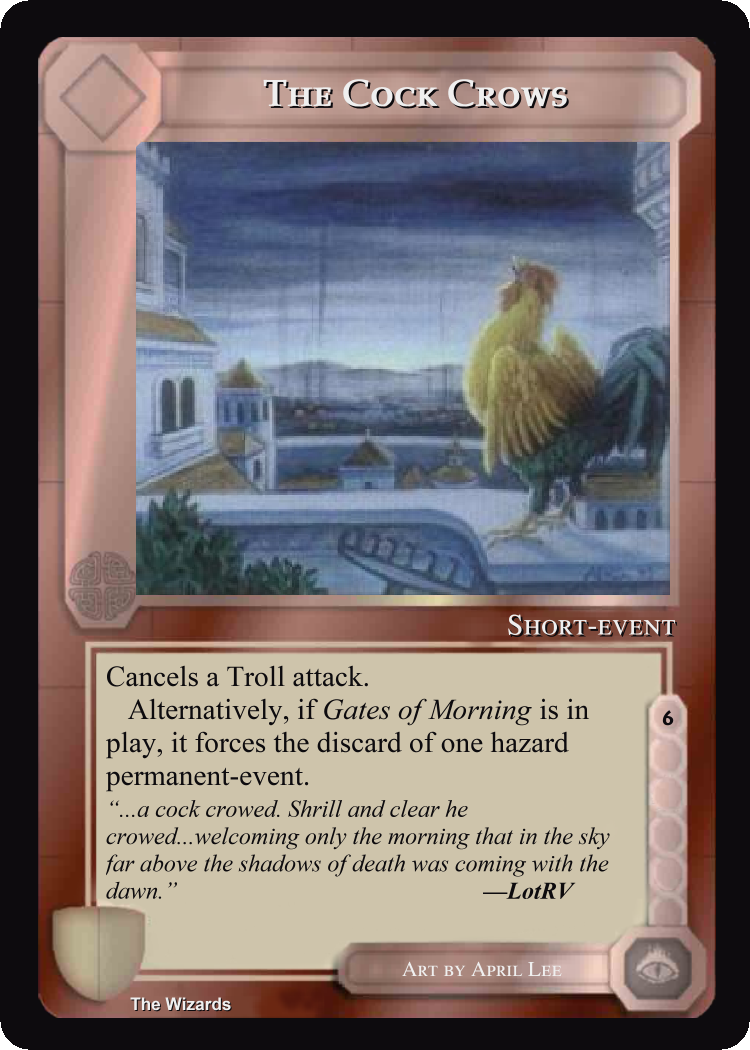 The Cock Crows
Short-event
Cancels a Troll attack.
Alternatively, if Gates of Morning is in
play, it forces the discard of one hazard
permanent-event.
6
“...a cock crowed. Shrill and clear he
crowed...welcoming only the morning that in the sky
far above the shadows of death was coming with the
dawn.” —LotRV
Art by April Lee
The Wizards